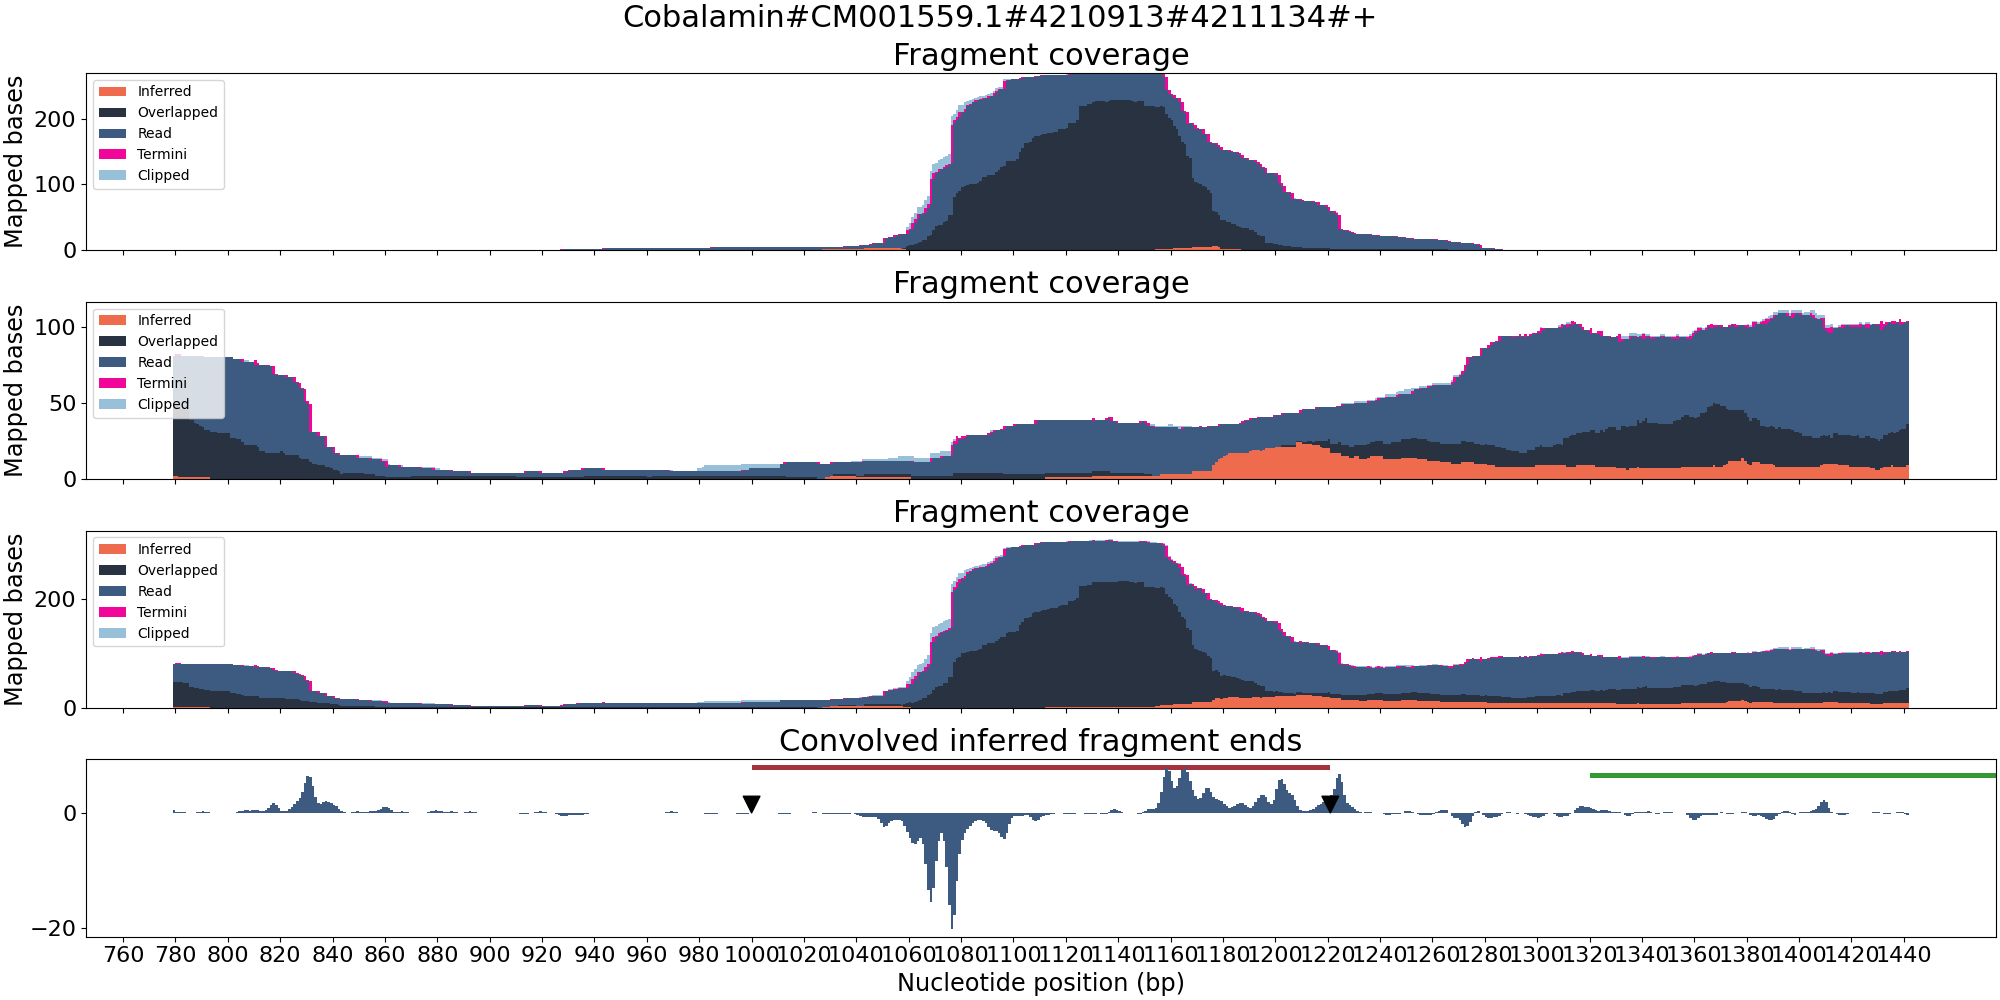 Cobalamin#CM001559.1#4210913#4211134#+
Fragment coverage
Mapped bases
200
100
0
Inferred
Overlapped
Read
Termini
Clipped
Fragment coverage
Mapped bases
100
50
0
Inferred
Overlapped
Read
Termini
Clipped
Fragment coverage
Mapped bases
200
0
Inferred
Overlapped
Read
Termini
Clipped
Convolved inferred fragment ends
0
−20
760 780 800 820 840 860 880 900 920 940 960 980 1000 1020 1040 1060 1080 1100 1120 1140 1160 1180 1200 1220 1240 1260 1280 1300 1320 1340 1360 1380 1400 1420 1440
Nucleotide position (bp)